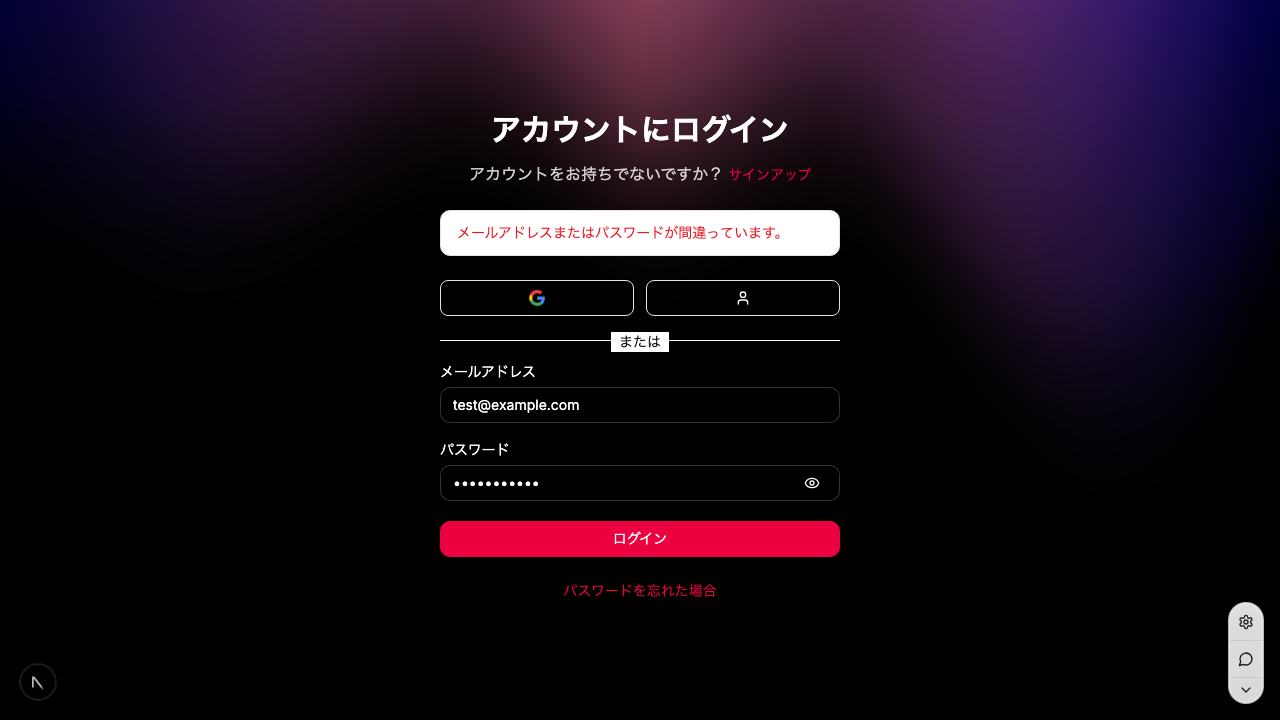 アカウントにログイン
アカウントをお持ちでないですか？ サインアップ
メールアドレスまたはパスワードが間違っています。
または
メールアドレス
test@example.com
パスワード
•••••••••••
ログイン
パスワードを忘れた場合